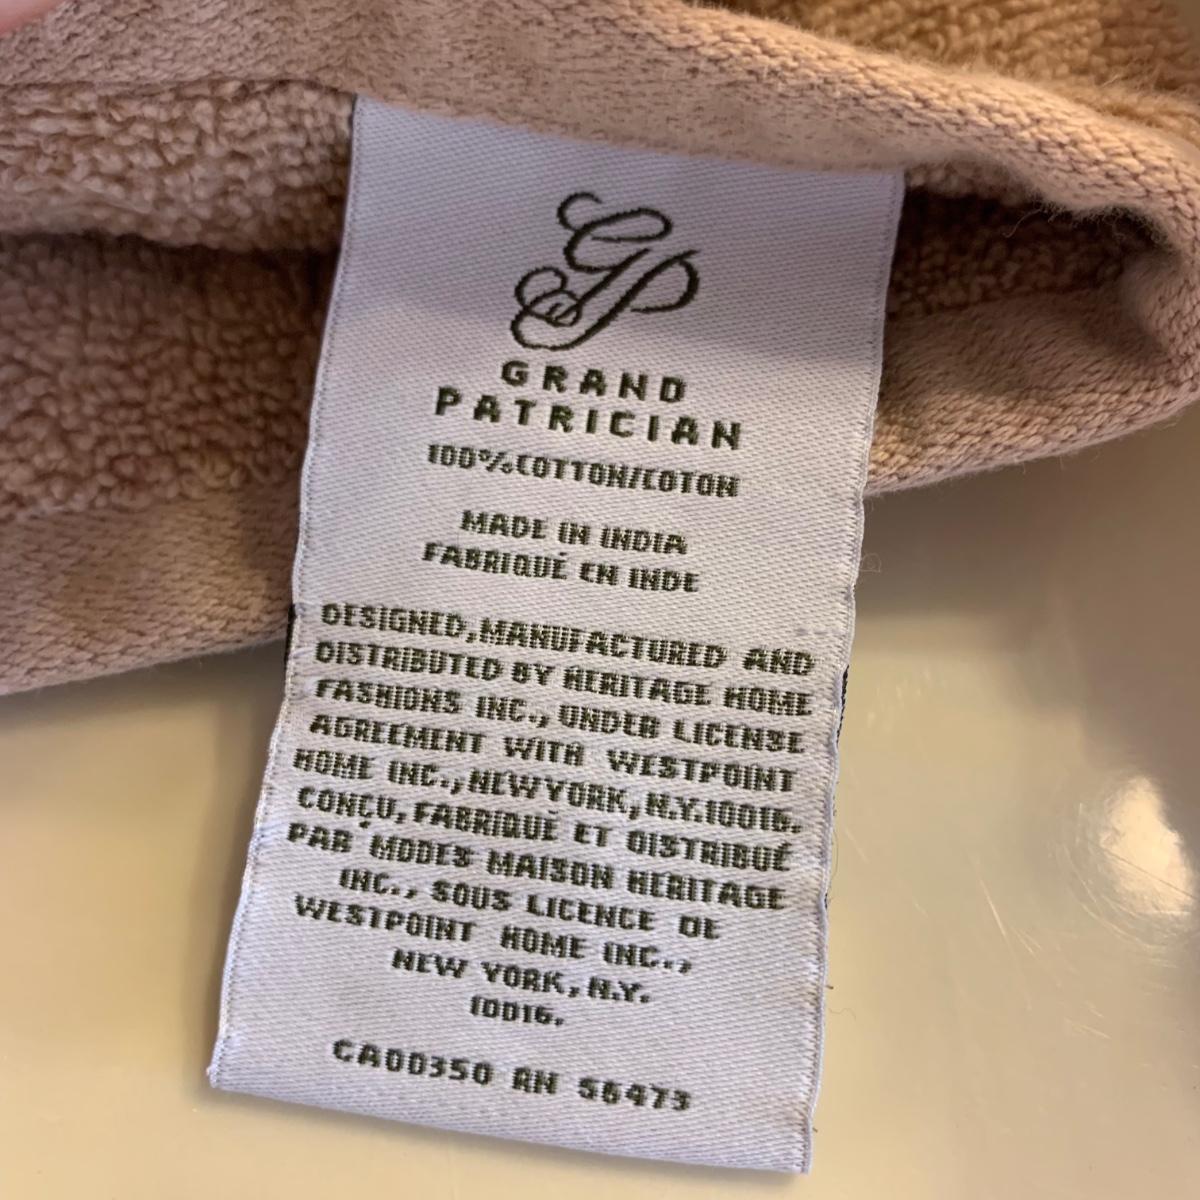 GP
GRAND
PATRICIAN
100%COTTON/COTON
MADE IN INDIA
FABRIQUÉ EN INDE
DESIGNED,MANUFACTURED AND
DISTRIBUTED BY HERITAGE HOME
FASHIONS INC., UNDER LICENSE
AGREEMENT WITH WESTPOINT
HOME INC.,NEWYORK,N.Y.10016.
CONÇU,FABRIQUÉ ET DISTRIBUÉ
PAR MODES MAISON HERITAGE
INC., SOUS LICENCE DE
WESTPOINT HOME INC.,
NEW YORK,N.Y.
10016.
CA00350 RN 56473